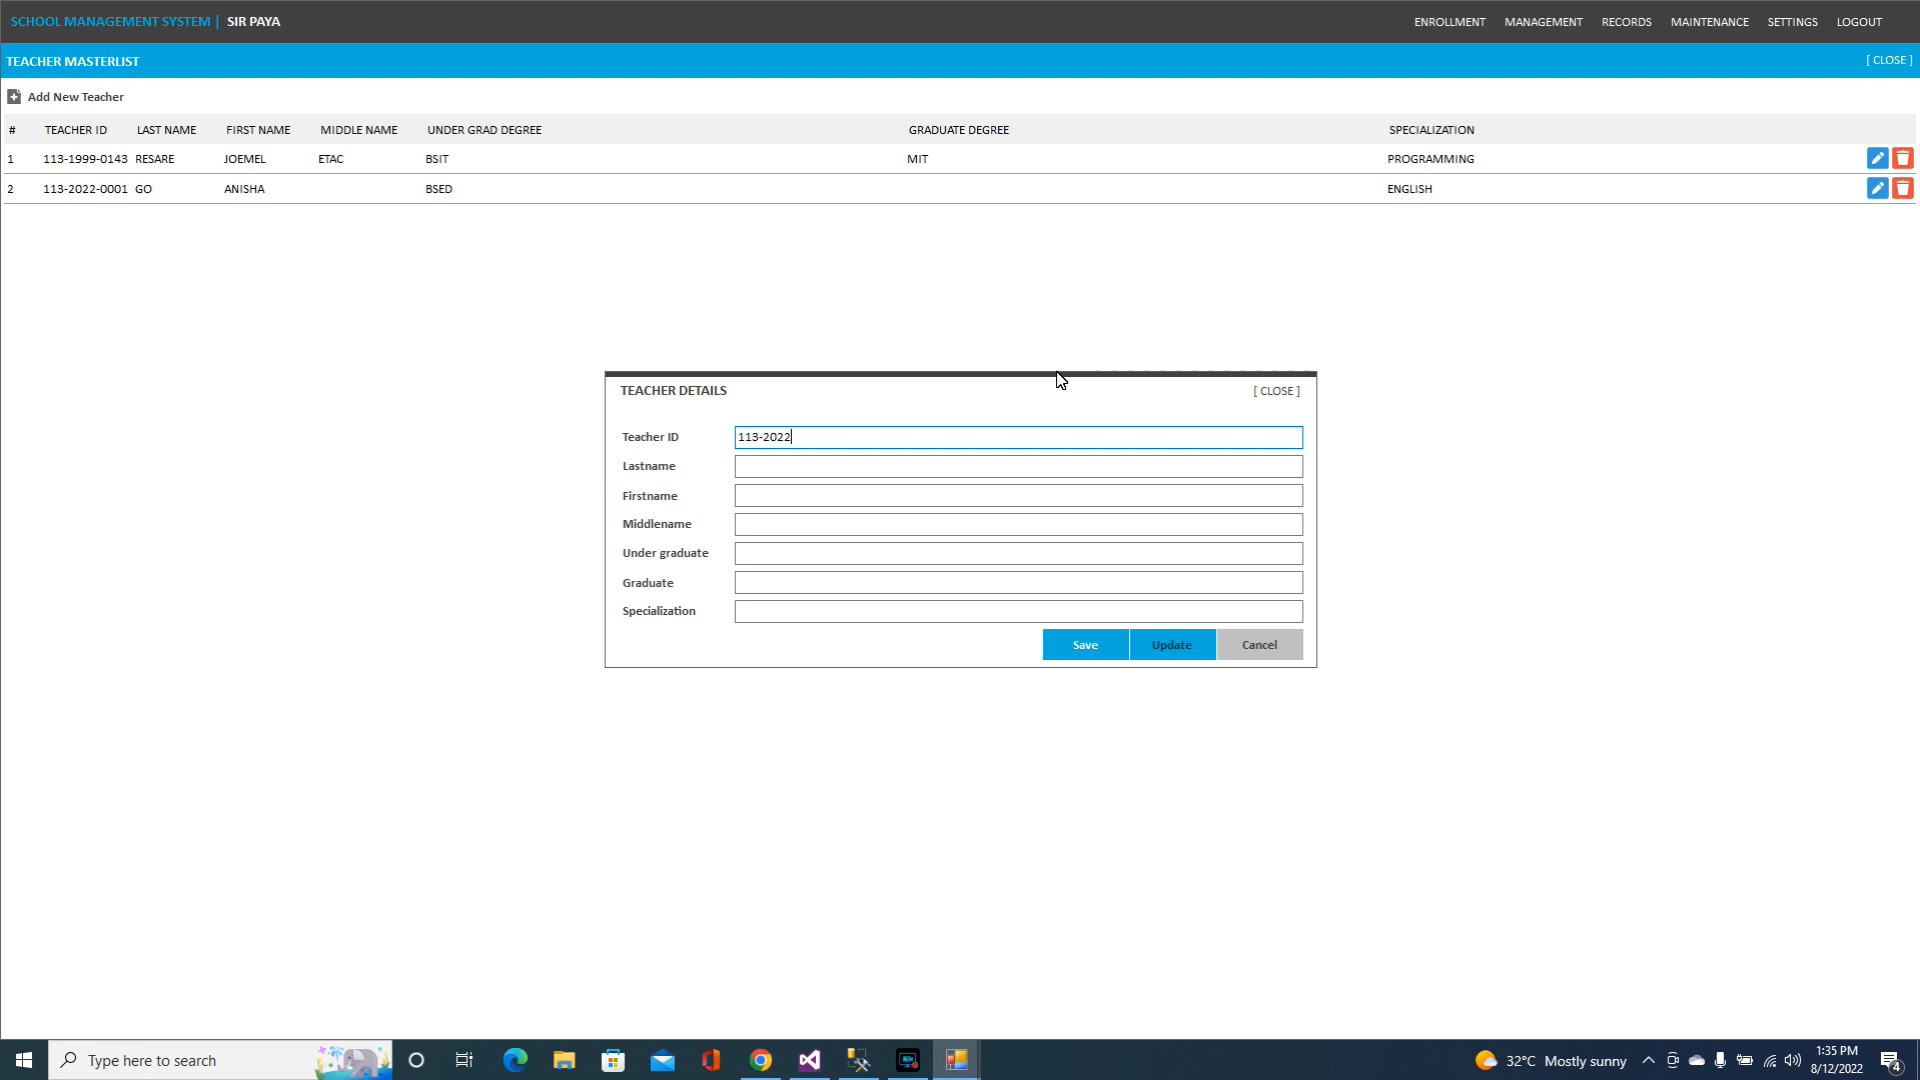 SCHOOL MANAGEMENT SYSTEM | SIR PAYA ENROLLMENT MANAGEMENT RECORDS MAINTENANCE SETTINGS LOGOUT
TEACHER MASTERLIST [ CLOSE ]
Add New Teacher
# TEACHER ID LAST NAME FIRST NAME MIDDLE NAME UNDER GRAD DEGREE GRADUATE DEGREE SPECIALIZATION
1 113-1999-0143 RESARE JOEMEL ETAC BSIT MIT PROGRAMMING
2 113-2022-0001 GO ANISHA BSED ENGLISH
TEACHER DETAILS [ CLOSE ]
Teacher ID 113-2022
Lastname
Firstname
Middlename
Under graduate
Graduate
Specialization
Save Update Cancel
Type here to search 32°C Mostly sunny 1:35 PM
8/12/2022 4